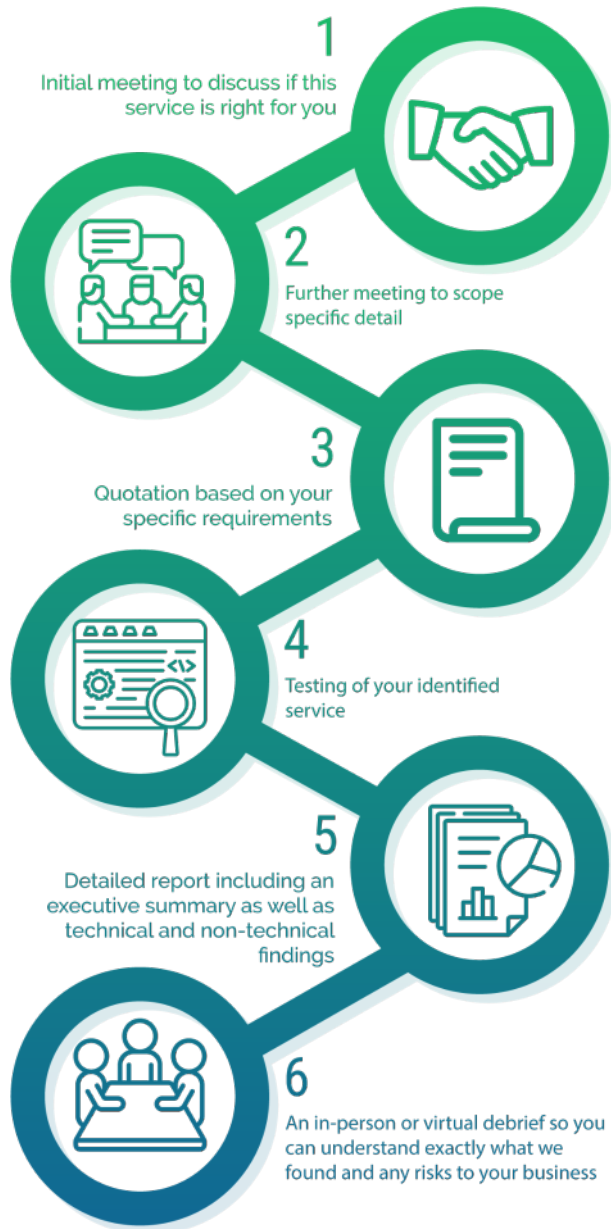 1
Initial meeting to discuss if this
service is right for you
2
Further meeting to scope
specific detail
3
Quotation based on your
specific requirements
</>
4
Testing of your identified
service
5
Detailed report including an
executive summary as well as
technical and non-technical
findings
6
An in-person or virtual debrief so you
can understand exactly what we
found and any risks to your business